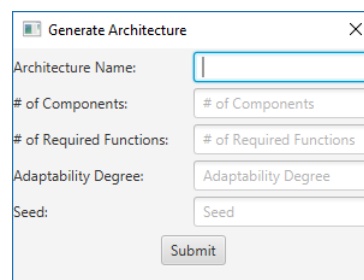 Generate Architecture
Architecture Name:
# of Components: # of Components
# of Required Functions: # of Required Functions
Adaptability Degree: Adaptability Degree
Seed: Seed
Submit